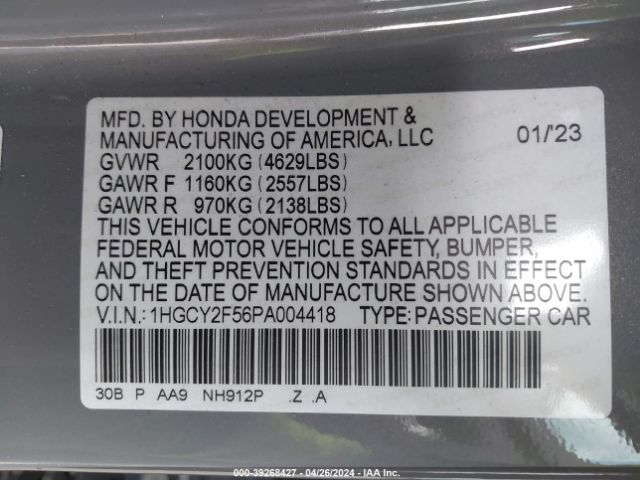 MFD. BY HONDA DEVELOPMENT &
MANUFACTURING OF AMERICA, LLC 01/'23
GVWR 2100KG (4629LBS)
GAWR F 1160KG (2557LBS)
GAWR R 970KG (2138LBS)
THIS VEHICLE CONFORMS TO ALL APPLICABLE
FEDERAL MOTOR VEHICLE SAFETY, BUMPER,
AND THEFT PREVENTION STANDARDS IN EFFECT
ON THE DATE OF MANUFACTURE SHOWN ABOVE.
V.I.N.: 1HGCY2F56PA004418 TYPE: PASSENGER CAR
30B P AA9 NH912P .Z .A
000-39268427 - 04/26/2024 - IAA Inc.